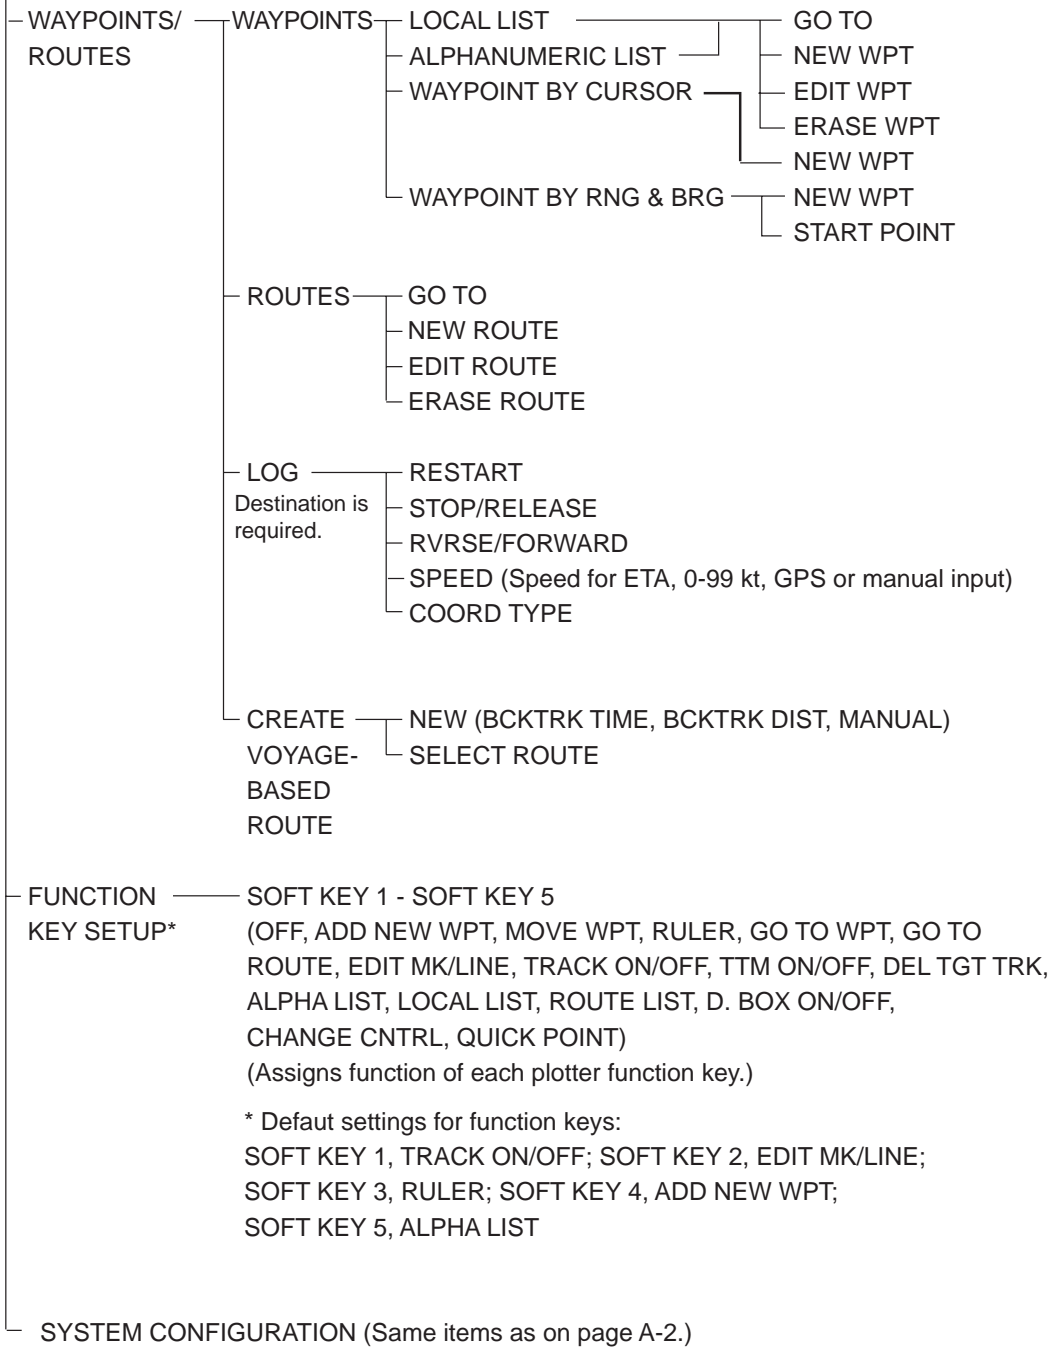 WAYPOINTS/
ROUTES
WAYPOINTS
LOCAL LIST
ALPHANUMERIC LIST
WAYPOINT BY CURSOR
WAYPOINT BY RNG & BRG
GO TO
NEW WPT
EDIT WPT
ERASE WPT
NEW WPT
NEW WPT
START POINT
ROUTES
GO TO
NEW ROUTE
EDIT ROUTE
ERASE ROUTE
LOG
Destination is
required.
RESTART
STOP/RELEASE
RVRSE/FORWARD
SPEED (Speed for ETA, 0-99 kt, GPS or manual input)
COORD TYPE
CREATE
VOYAGE-
BASED
ROUTE
NEW (BCKTRK TIME, BCKTRK DIST, MANUAL)
SELECT ROUTE
FUNCTION
KEY SETUP*
SOFT KEY 1 - SOFT KEY 5
(OFF, ADD NEW WPT, MOVE WPT, RULER, GO TO WPT, GO TO
ROUTE, EDIT MK/LINE, TRACK ON/OFF, TTM ON/OFF, DEL TGT TRK,
ALPHA LIST, LOCAL LIST, ROUTE LIST, D. BOX ON/OFF,
CHANGE CNTRL, QUICK POINT)
(Assigns function of each plotter function key.)
* Defaut settings for function keys:
SOFT KEY 1, TRACK ON/OFF; SOFT KEY 2, EDIT MK/LINE;
SOFT KEY 3, RULER; SOFT KEY 4, ADD NEW WPT;
SOFT KEY 5, ALPHA LIST
SYSTEM CONFIGURATION (Same items as on page A-2.)